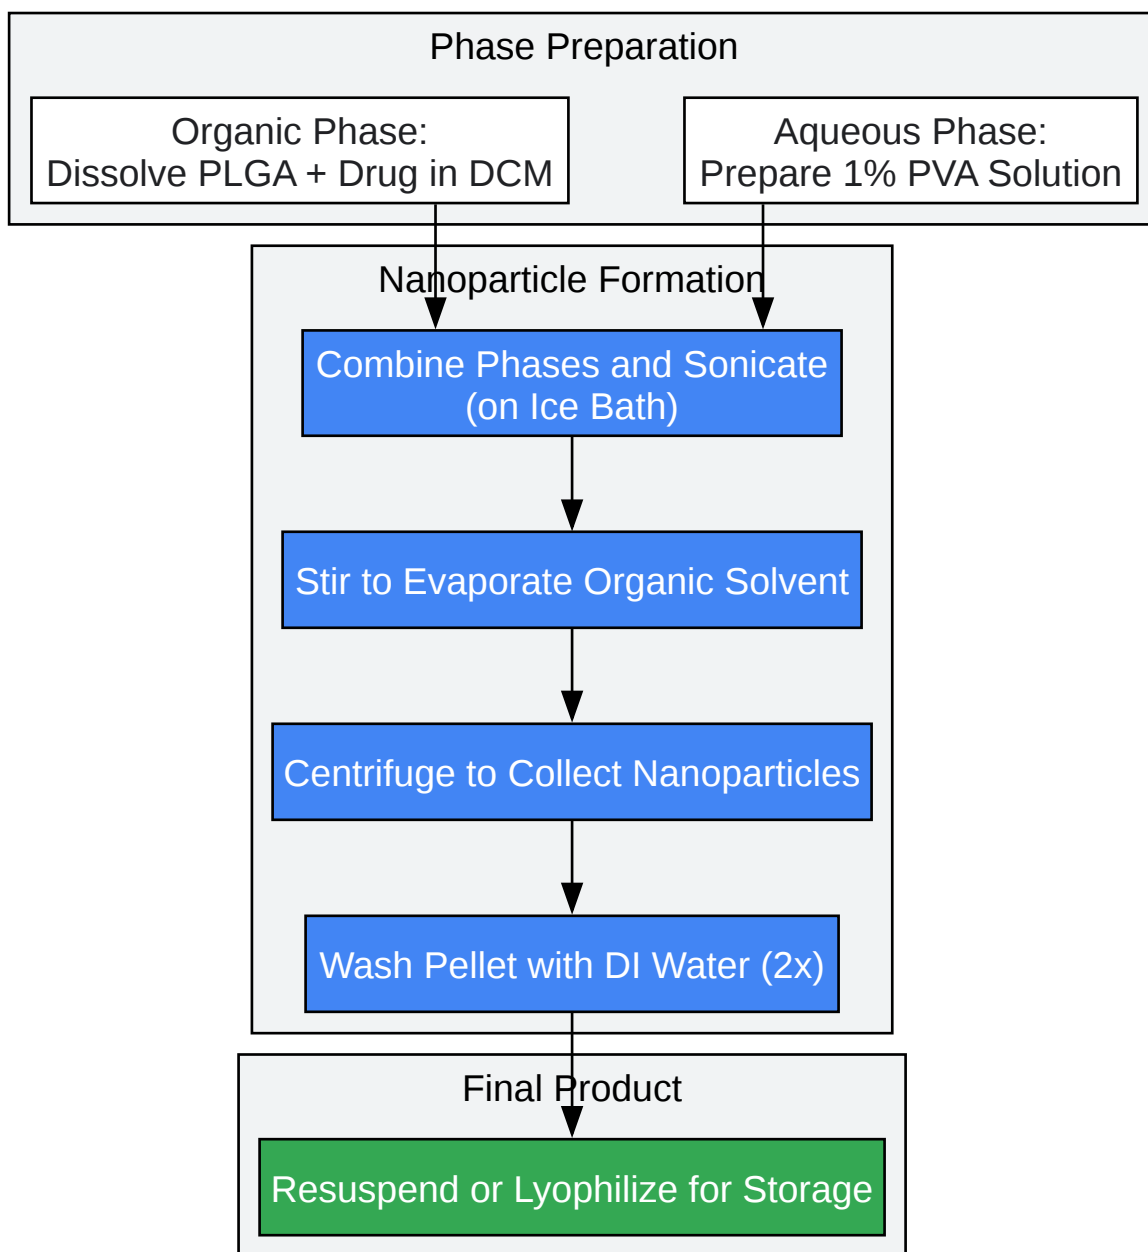 Phase Preparation
Organic Phase:
Dissolve PLGA + Drug in DCM
Aqueous Phase:
Prepare 1% PVA Solution
Nanoparticle Formation
Combine Phases and Sonicate
(on Ice Bath)
Stir to Evaporate Organic Solvent
Centrifuge to Collect Nanoparticles
Wash Pellet with DI Water (2x)
Final Product
Resuspend or Lyophilize for Storage